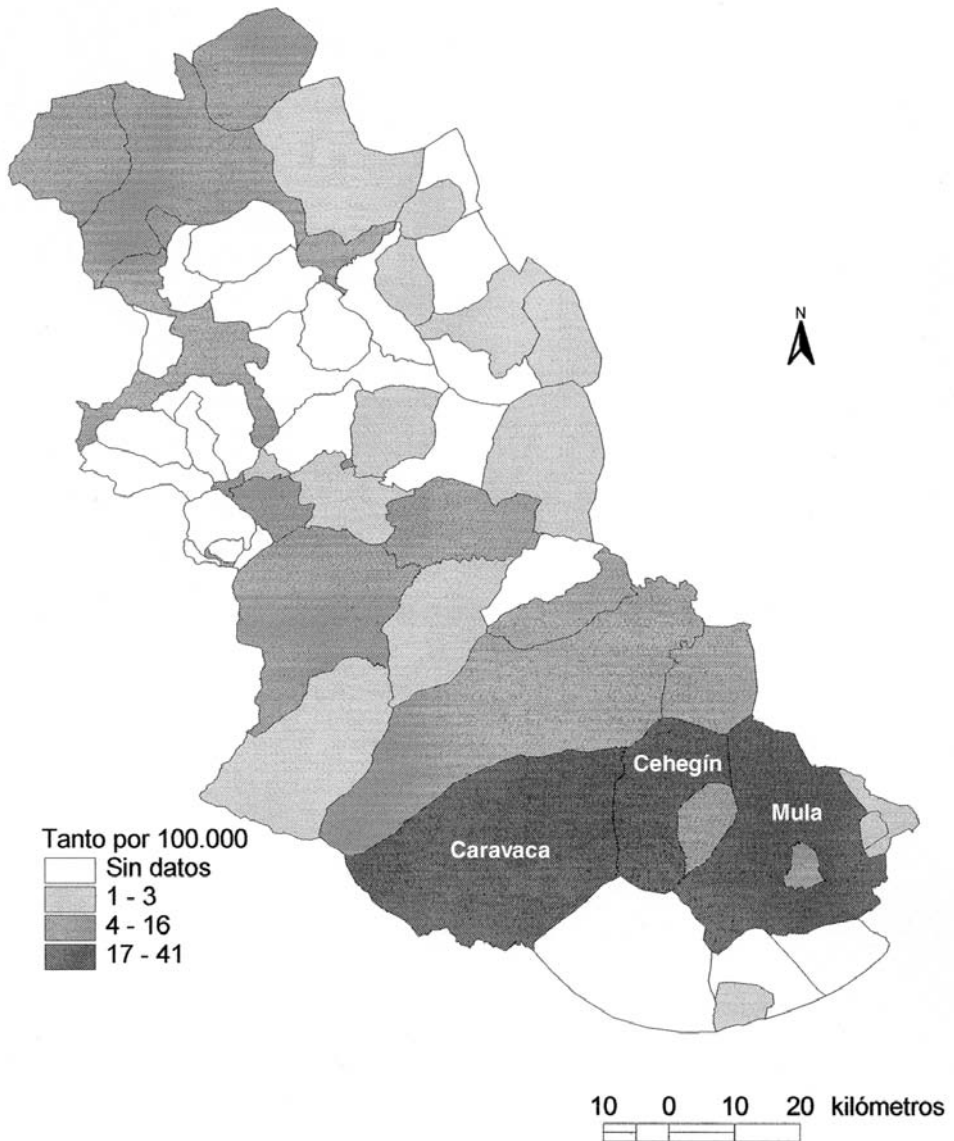 N
Cehegín
Mula
Caravaca
Tanto por 100.000
Sin datos
1 - 3
4 - 16
17 - 41
10 0 10 20 kilómetros